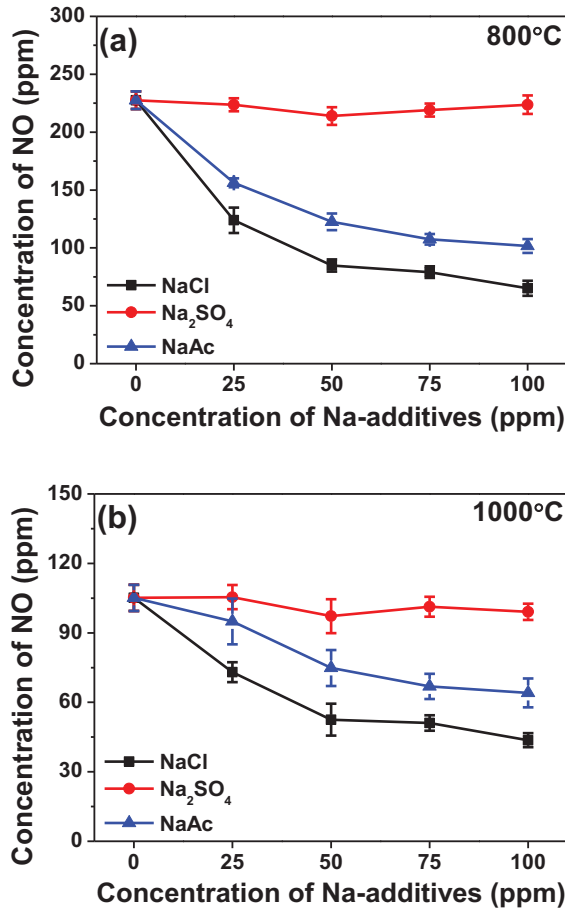 (a)
800°C
Concentration of NO (ppm)
300
250
200
150
100
50
0
NaCl
Na₂SO₄
NaAc
0 25 50 75 100
Concentration of Na-additives (ppm)
(b)
1000°C
Concentration of NO (ppm)
150
120
90
60
30
0
NaCl
Na₂SO₄
NaAc
0 25 50 75 100
Concentration of Na-additives (ppm)